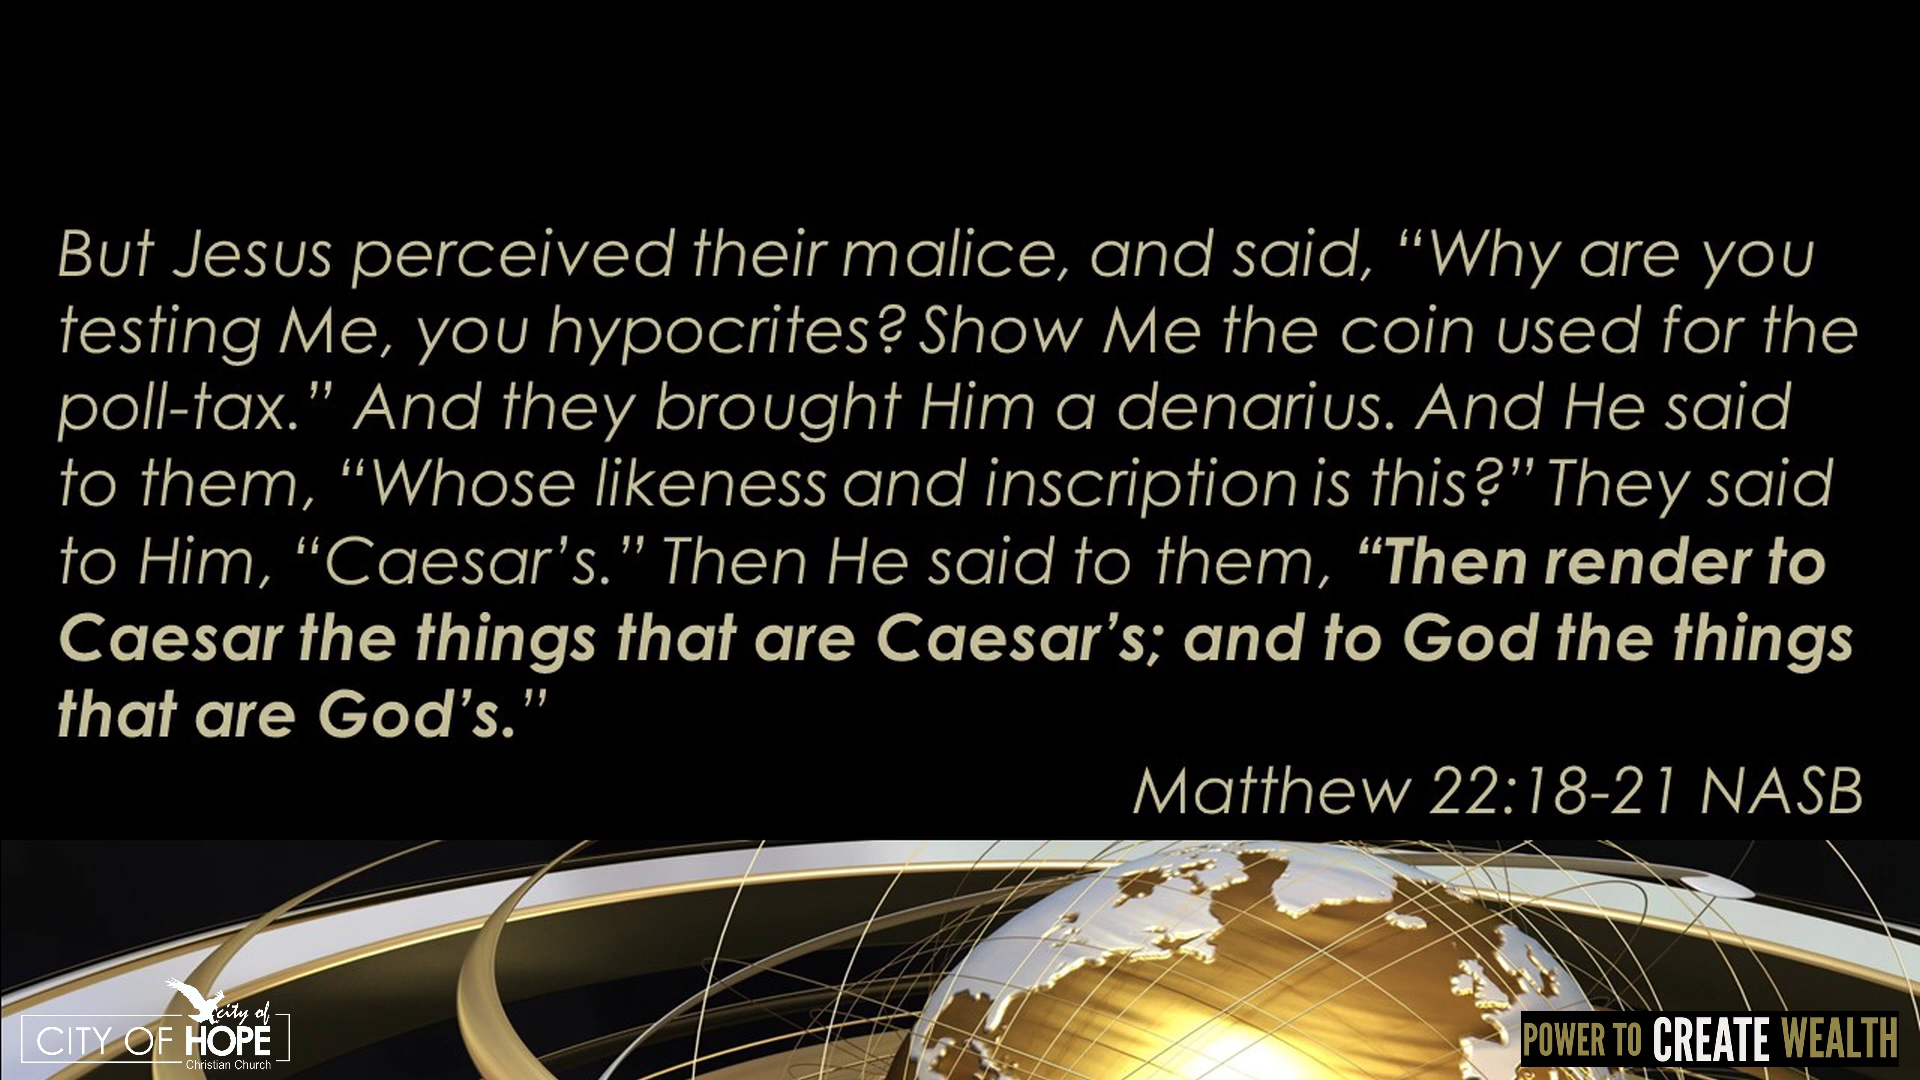 But Jesus perceived their malice, and said, “Why are you
testing Me, you hypocrites? Show Me the coin used for the
poll-tax.” And they brought Him a denarius. And He said
to them, “Whose likeness and inscription is this?” They said
to Him, “Caesar’s.” Then He said to them, “Then render to
Caesar the things that are Caesar’s; and to God the things
that are God’s.”
Matthew 22:18-21 NASB
city of
CITY OF HOPE
Christian Church
POWER TO CREATE WEALTH